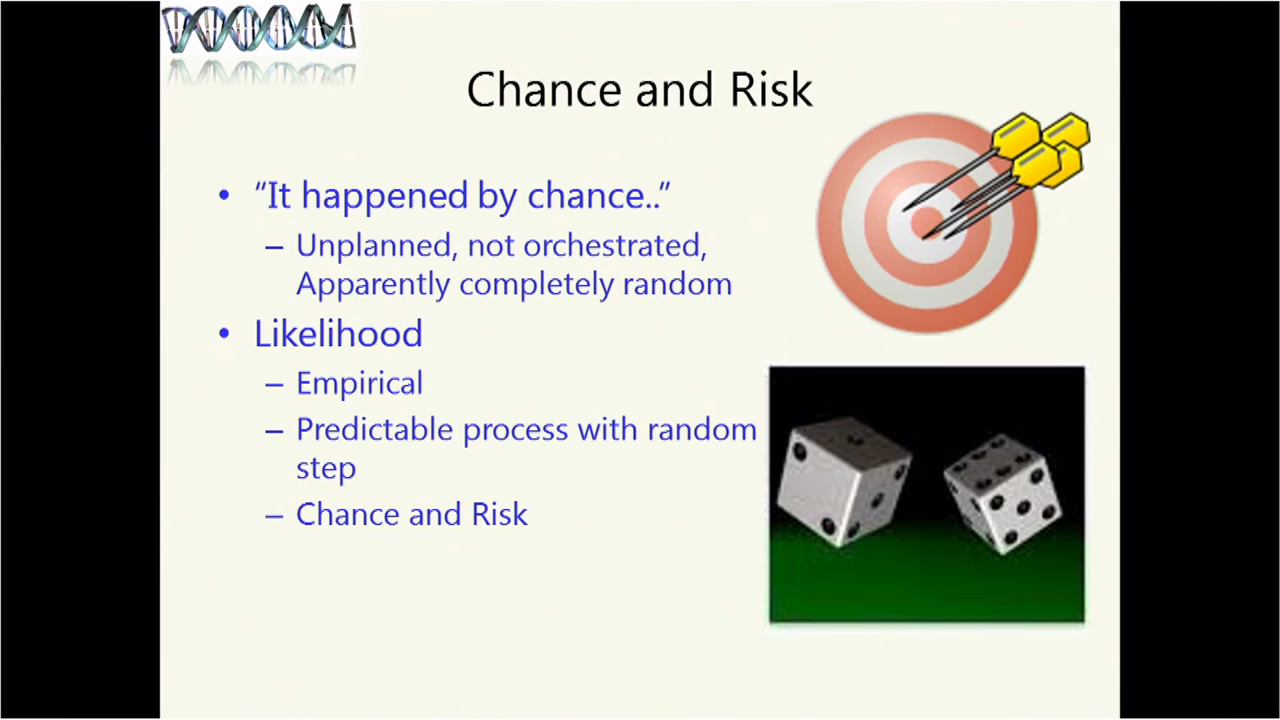 Chance and Risk
• “It happened by chance..”
– Unplanned, not orchestrated,
Apparently completely random
• Likelihood
– Empirical
– Predictable process with random
step
– Chance and Risk